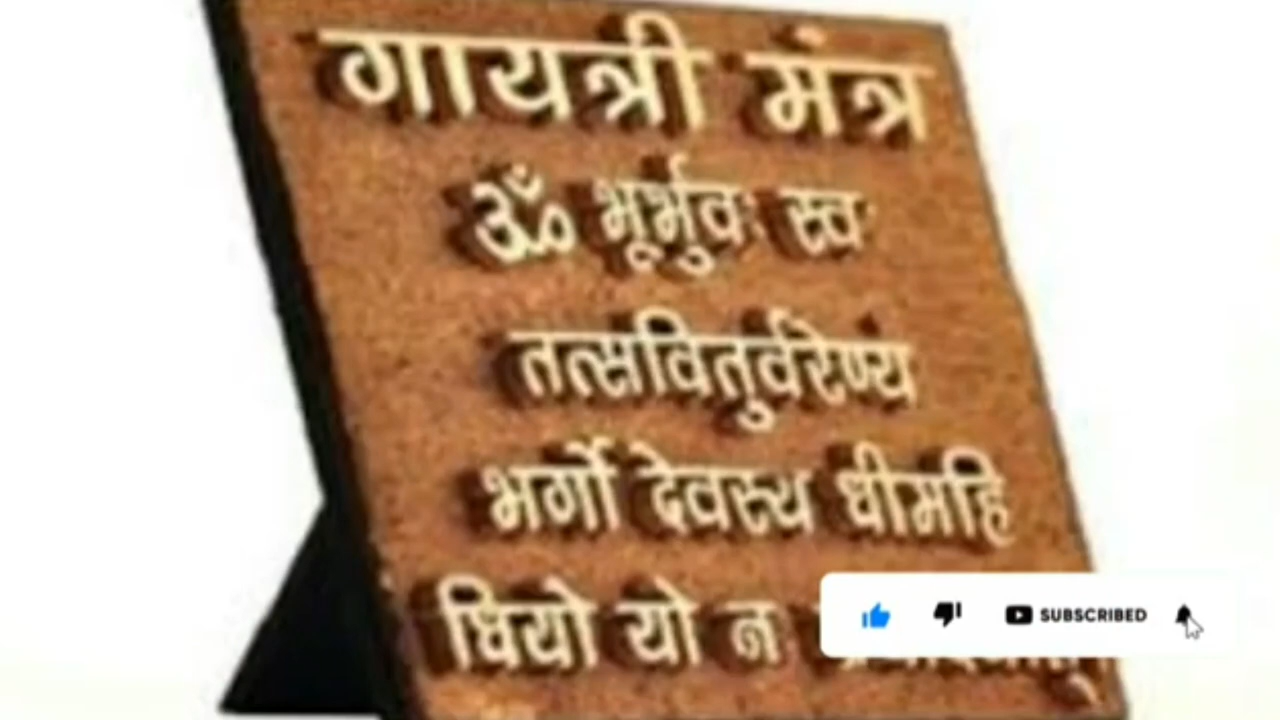 गायत्री मंत्र
ॐ भूर्भुवः स्वः
तत्सवितुर्वरेण्यं
भर्गो देवस्य धीमहि
धियो यो न
SUBSCRIBED